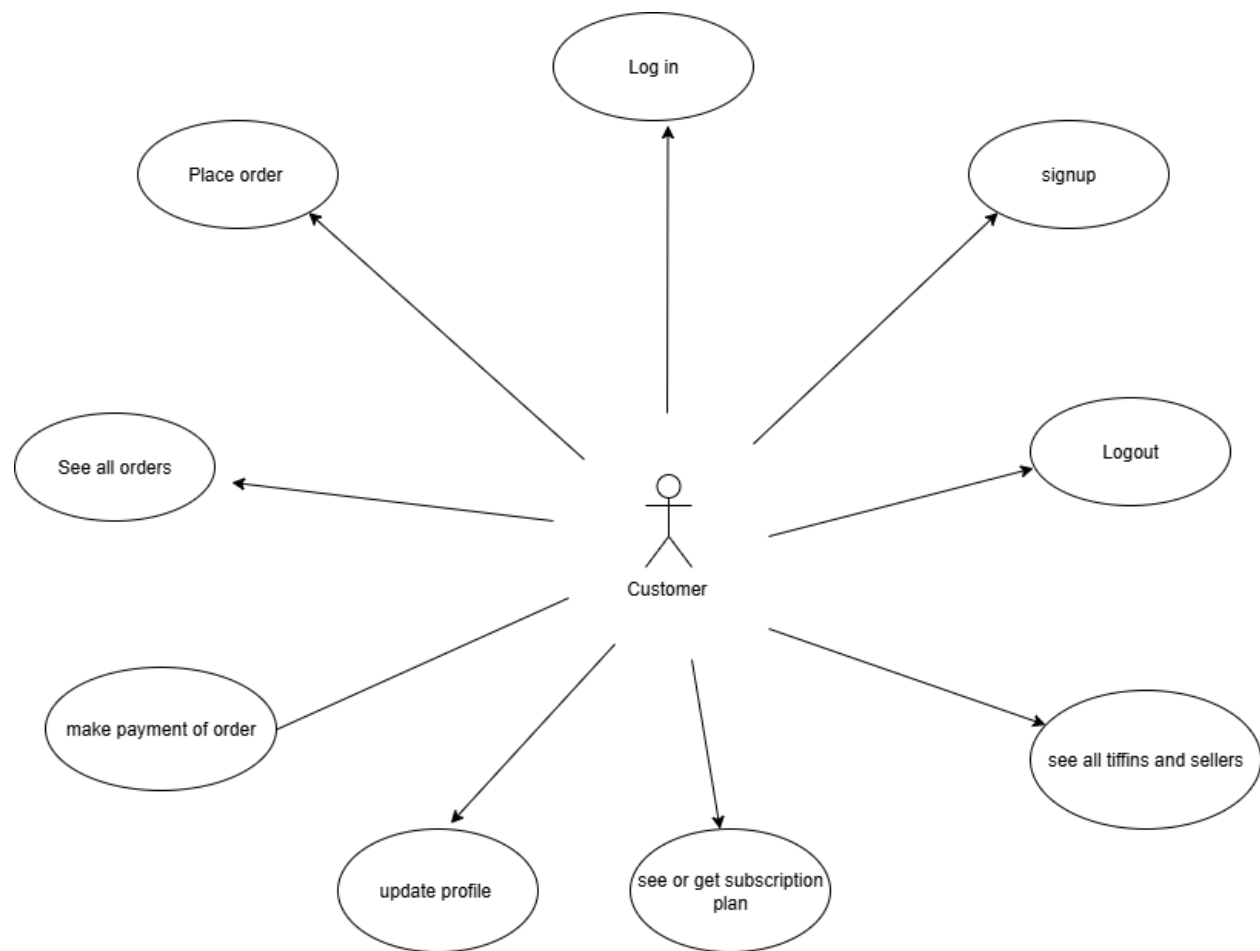 Log in
Place order
signup
See all orders
Logout
Customer
make payment of order
see all tiffins and sellers
update profile
see or get subscription
plan